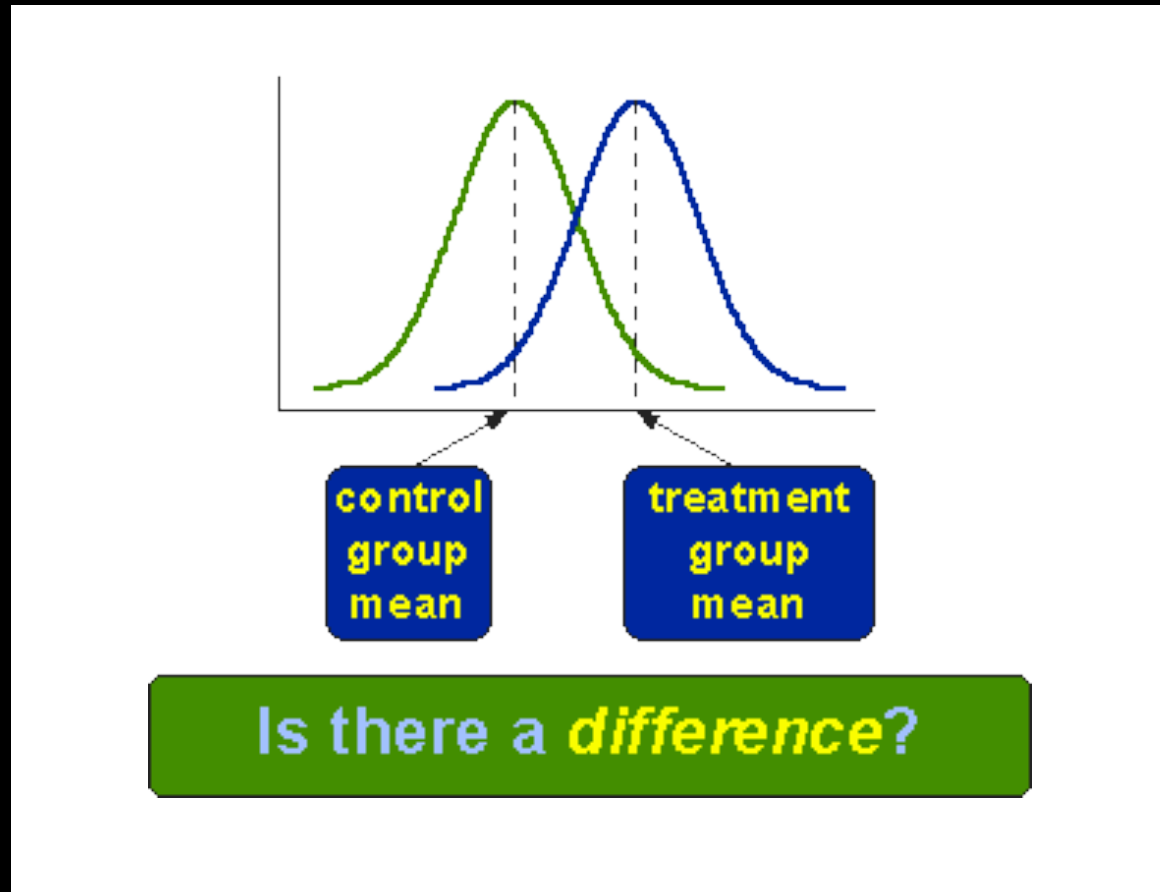 control
group
mean
treatment
group
mean
Is there a difference?